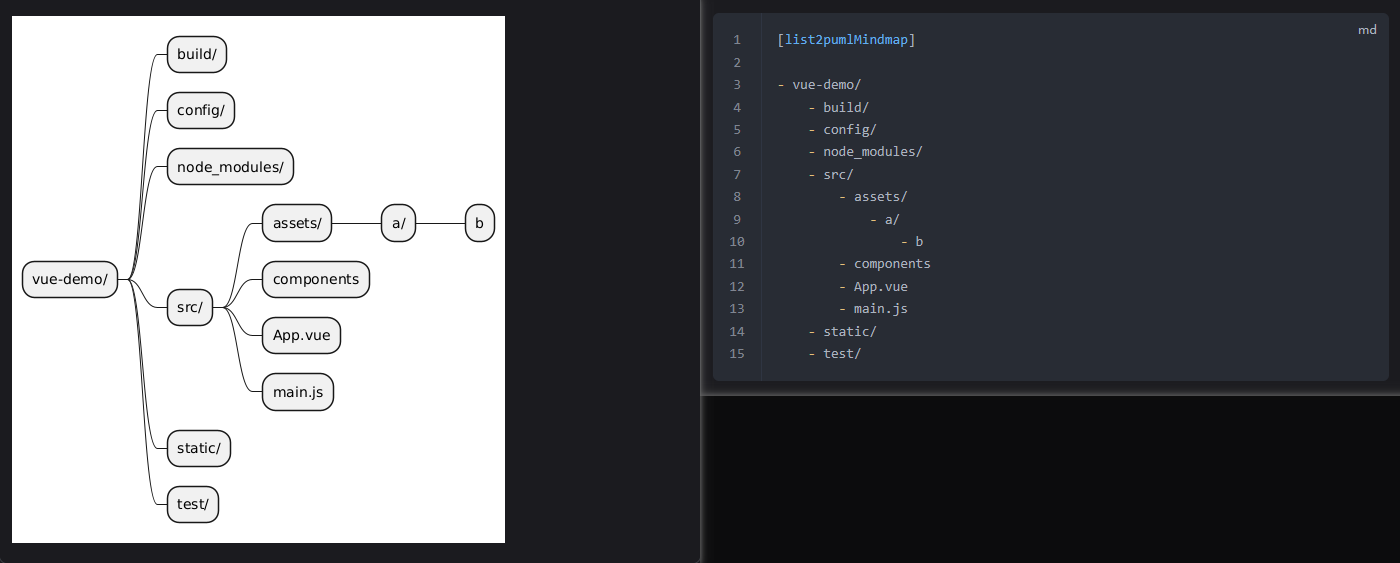 build/
config/
node_modules/
assets/ a/ b
vue-demo/ components
src/
App.vue
main.js
static/
test/
md
1 [list2pumlMindmap]
2
3 - vue-demo/
4     - build/
5     - config/
6     - node_modules/
7     - src/
8         - assets/
9             - a/
10                 - b
11         - components
12         - App.vue
13         - main.js
14     - static/
15     - test/